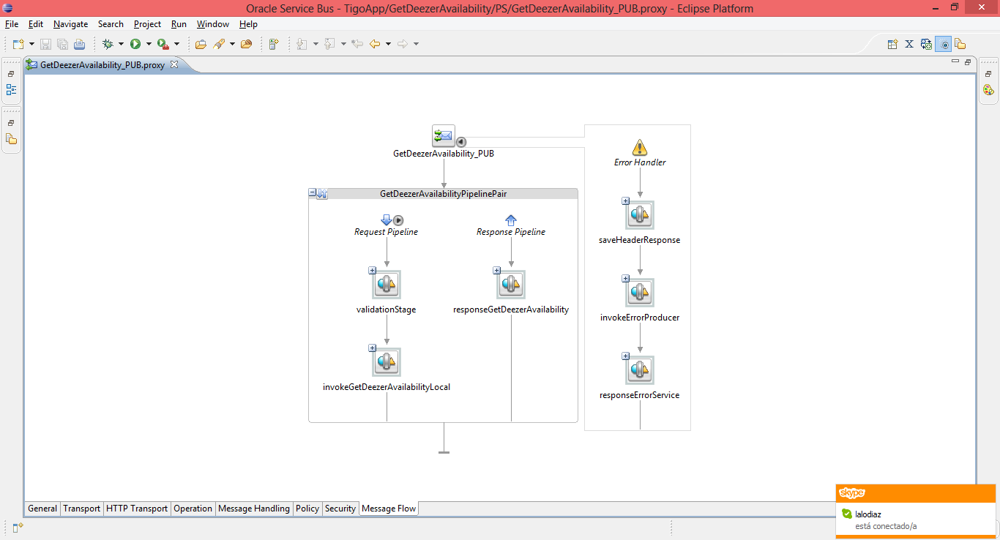 Oracle Service Bus - TigoApp/GetDeezerAvailability/PS/GetDeezerAvailability_PUB.proxy - Eclipse Platform
File Edit Navigate Search Project Run Window Help
GetDeezerAvailability_PUB.proxy
GetDeezerAvailability_PUB
GetDeezerAvailabilityPipelinePair
Request Pipeline
validationStage
invokeGetDeezerAvailabilityLocal
Response Pipeline
responseGetDeezerAvailability
Error Handler
saveHeaderResponse
invokeErrorProducer
responseErrorService
General Transport HTTP Transport Operation Message Handling Policy Security Message Flow
skype
lalodiaz
está conectado/a